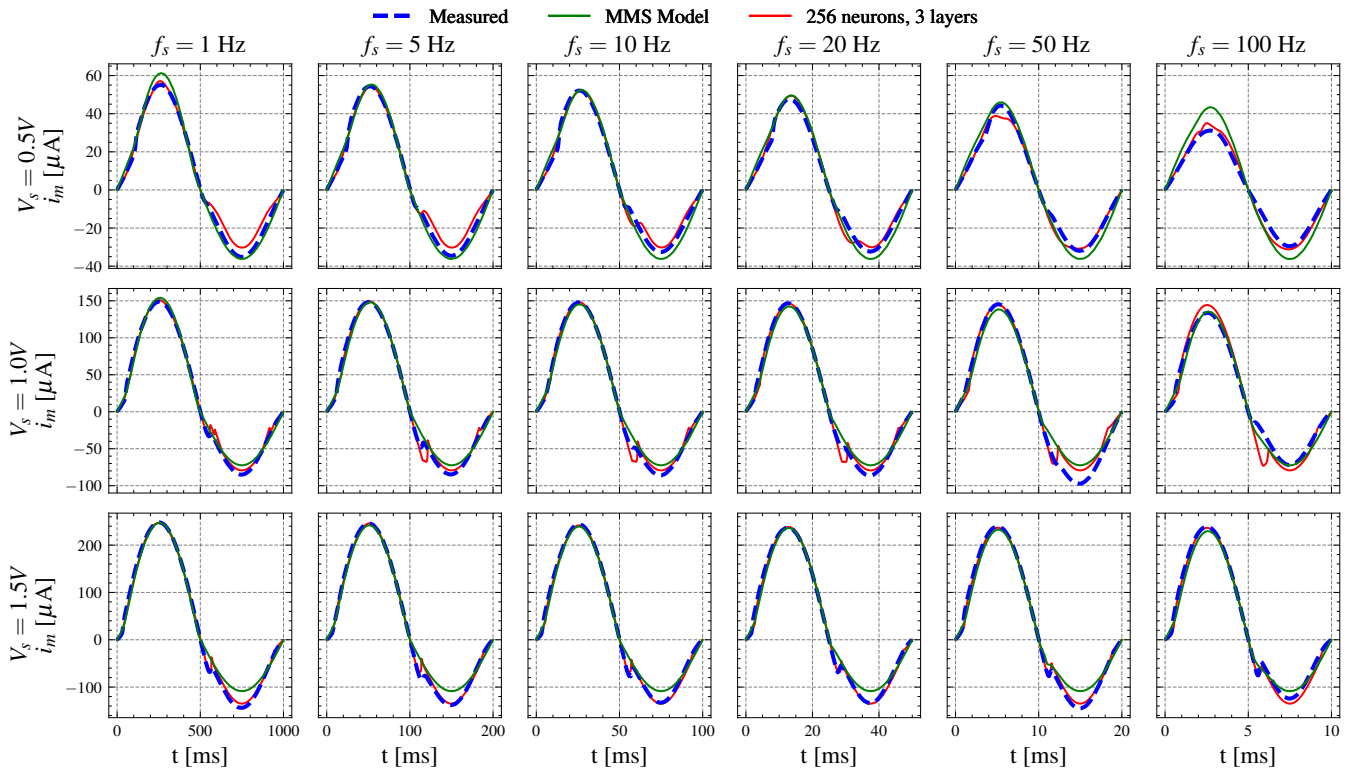 Measured MMS Model 256 neurons, 3 layers
f_s = 1 Hz f_s = 5 Hz f_s = 10 Hz f_s = 20 Hz f_s = 50 Hz f_s = 100 Hz
V_s = 0.5V
i_m [μA]
60
40
20
0
−20
−40
V_s = 1.0V
i_m [μA]
150
100
50
0
−50
−100
V_s = 1.5V
i_m [μA]
200
100
0
−100
0 500 1000 0 100 200 0 50 100 0 20 40 0 10 20 0 5 10
t [ms] t [ms] t [ms] t [ms] t [ms] t [ms]